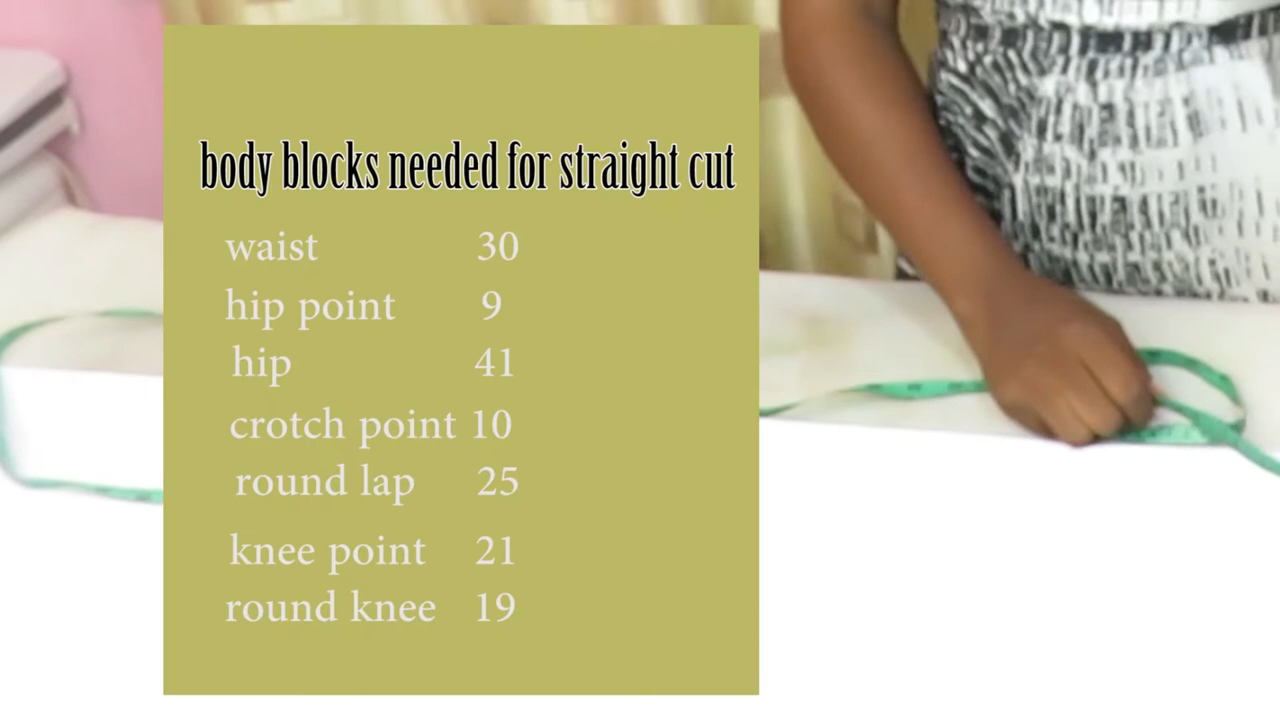 body blocks needed for straight cut
waist 30
hip point 9
hip 41
crotch point 10
round lap 25
knee point 21
round knee 19